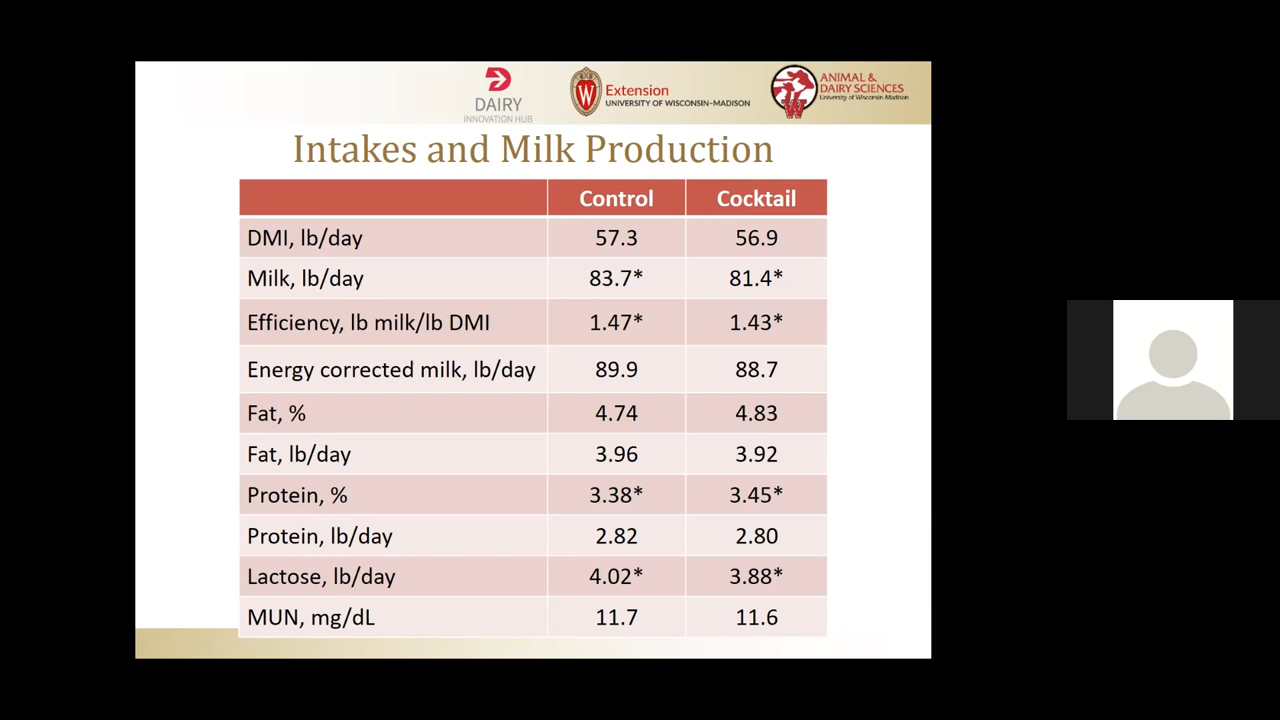 DAIRY
INNOVATION HUB
W
Extension
UNIVERSITY OF WISCONSIN–MADISON
ANIMAL &
DAIRY SCIENCES
University of Wisconsin-Madison
W
Intakes and Milk Production
Control Cocktail
DMI, lb/day 57.3 56.9
Milk, lb/day 83.7* 81.4*
Efficiency, lb milk/lb DMI 1.47* 1.43*
Energy corrected milk, lb/day 89.9 88.7
Fat, % 4.74 4.83
Fat, lb/day 3.96 3.92
Protein, % 3.38* 3.45*
Protein, lb/day 2.82 2.80
Lactose, lb/day 4.02* 3.88*
MUN, mg/dL 11.7 11.6